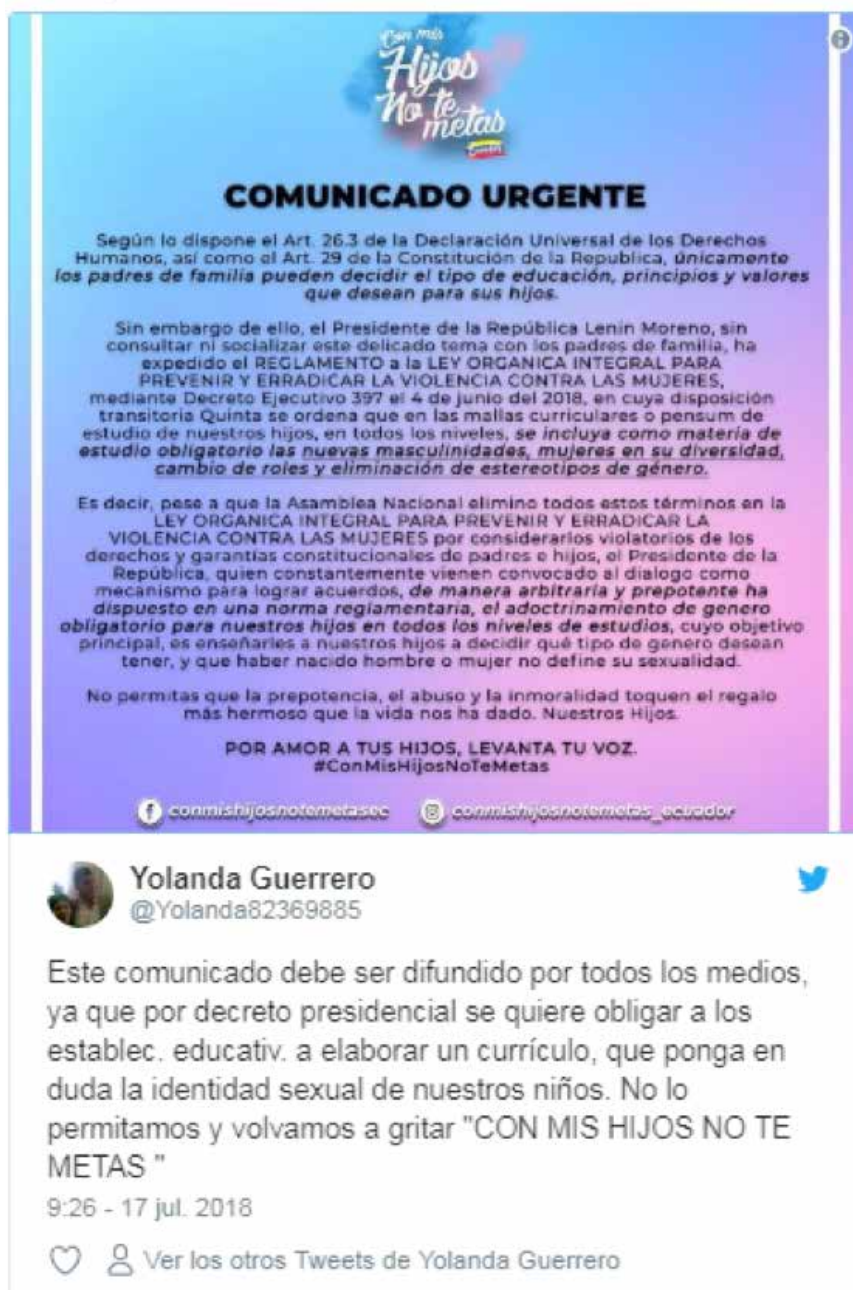 Con mis
Hijos
No te
metas
COMUNICADO URGENTE
Según lo dispone el Art. 26.3 de la Declaración Universal de los Derechos
Humanos, así como el Art. 29 de la Constitución de la Republica, únicamente
los padres de familia pueden decidir el tipo de educación, principios y valores
que desean para sus hijos.
Sin embargo de ello, el Presidente de la República Lenin Moreno, sin
consultar ni socializar este delicado tema con los padres de familia, ha
expedido el REGLAMENTO a la LEY ORGANICA INTEGRAL PARA
PREVENIR Y ERRADICAR LA VIOLENCIA CONTRA LAS MUJERES,
mediante Decreto Ejecutivo 397 el 4 de junio del 2018, en cuya disposición
transitoria Quinta se ordena que en las mallas curriculares o pensum de
estudio de nuestros hijos, en todos los niveles, se incluya como materia de
estudio obligatorio las nuevas masculinidades, mujeres en su diversidad,
cambio de roles y eliminación de estereotipos de género.
Es decir, pese a que la Asamblea Nacional elimino todos estos términos en la
LEY ORGANICA INTEGRAL PARA PREVENIR Y ERRADICAR LA
VIOLENCIA CONTRA LAS MUJERES por considerarlos violatorios de los
derechos y garantías constitucionales de padres e hijos, el Presidente de la
República, quien constantemente vienen convocado al dialogo como
mecanismo para lograr acuerdos, de manera arbitraria y prepotente ha
dispuesto en una norma reglamentaria, el adoctrinamiento de genero
obligatorio para nuestros hijos en todos los niveles de estudios, cuyo objetivo
principal, es enseñarles a nuestros hijos a decidir qué tipo de genero desean
tener, y que haber nacido hombre o mujer no define su sexualidad.
No permitas que la prepotencia, el abuso y la inmoralidad toquen el regalo
más hermoso que la vida nos ha dado. Nuestros Hijos.
POR AMOR A TUS HIJOS, LEVANTA TU VOZ.
#ConMisHijosNoTeMetas
conmishijosnotemetasec conmishijosnotemetas_ecuador
Yolanda Guerrero
@Yolanda82369885
Este comunicado debe ser difundido por todos los medios,
ya que por decreto presidencial se quiere obligar a los
establec. educativ. a elaborar un currículo, que ponga en
duda la identidad sexual de nuestros niños. No lo
permitamos y volvamos a gritar "CON MIS HIJOS NO TE
METAS "
9:26 - 17 jul. 2018
Ver los otros Tweets de Yolanda Guerrero